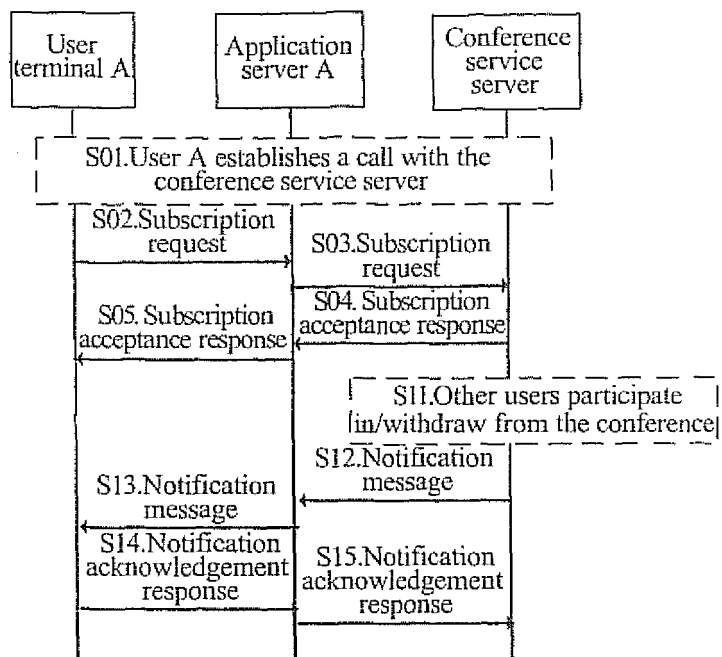 User
terminal A
Application
server A
Conference
service
server
S01.User A establishes a call with the
conference service server
S02.Subscription
request
S03.Subscription
request
S04. Subscription
acceptance response
S05. Subscription
acceptance response
S11.Other users participate
in/withdraw from the conference
S12.Notification
message
S13.Notification
message
S14.Notification
acknowledgement
response
S15.Notification
acknowledgement
response